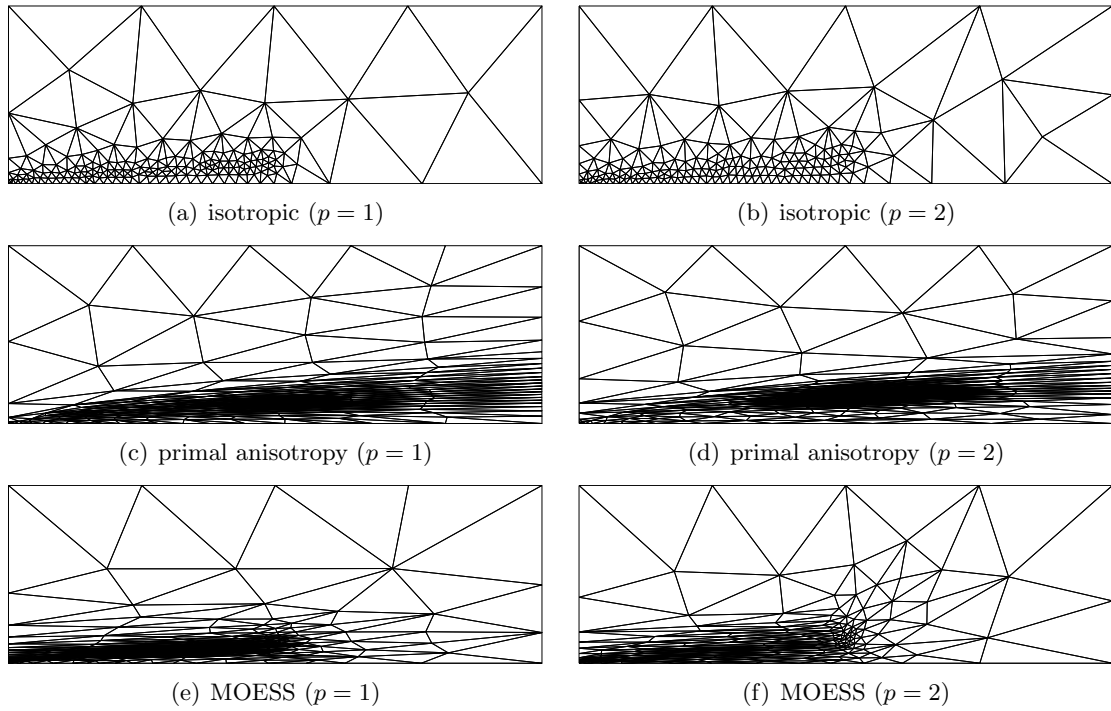 (a) isotropic (p = 1)
(b) isotropic (p = 2)
(c) primal anisotropy (p = 1)
(d) primal anisotropy (p = 2)
(e) MOESS (p = 1)
(f) MOESS (p = 2)